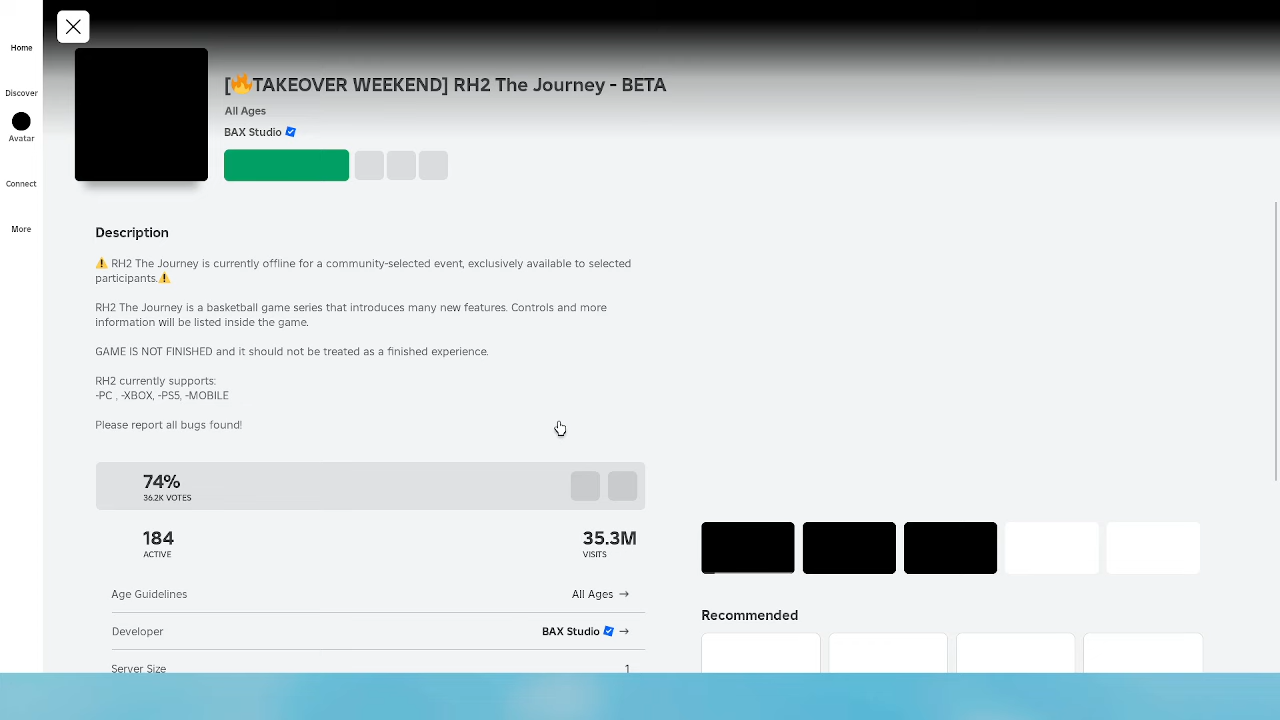 Home
Discover
Avatar
Connect
More
[🔥TAKEOVER WEEKEND] RH2 The Journey - BETA
All Ages
BAX Studio
Description
⚠️ RH2 The Journey is currently offline for a community-selected event, exclusively available to selected
participants.⚠️
RH2 The Journey is a basketball game series that introduces many new features. Controls and more
information will be listed inside the game.
GAME IS NOT FINISHED and it should not be treated as a finished experience.
RH2 currently supports:
-PC , -XBOX, -PS5, -MOBILE
Please report all bugs found!
74%
36.2K VOTES
184
ACTIVE
35.3M
VISITS
Age Guidelines
All Ages →
Developer
BAX Studio →
Server Size
1
Recommended